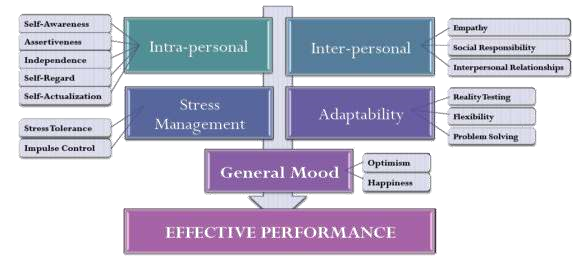 Self-Awareness
Assertiveness
Independence
Self-Regard
Self-Actualization
Intra-personal
Inter-personal
Empathy
Social Responsibility
Interpersonal Relationships
Stress Tolerance
Impulse Control
Stress
Management
Adaptability
Reality Testing
Flexibility
Problem Solving
General Mood
Optimism
Happiness
EFFECTIVE PERFORMANCE